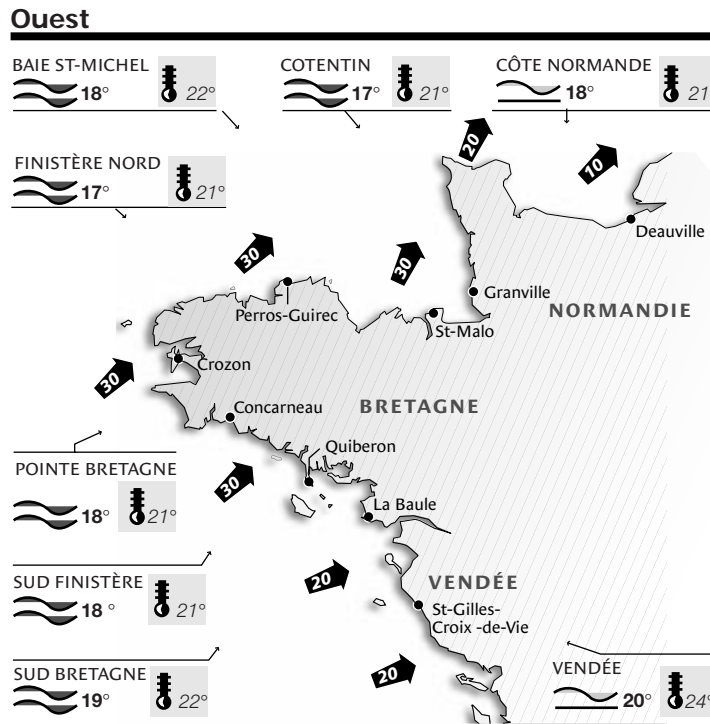 Ouest
BAIE ST-MICHEL
18° 22°
COTENTIN
17° 21°
CÔTE NORMANDE
18° 21
FINISTÈRE NORD
17° 21°
20
10
Deauville
30
30
Granville
Perros-Guirec
St-Malo
NORMANDIE
30
Crozon
Concarneau
BRETAGNE
Quiberon
30
POINTE BRETAGNE
18° 21°
La Baule
SUD FINISTÈRE
18 ° 21°
20
VENDÉE
St-Gilles-
Croix -de-Vie
SUD BRETAGNE
19° 22°
20
VENDÉE
20° 24°